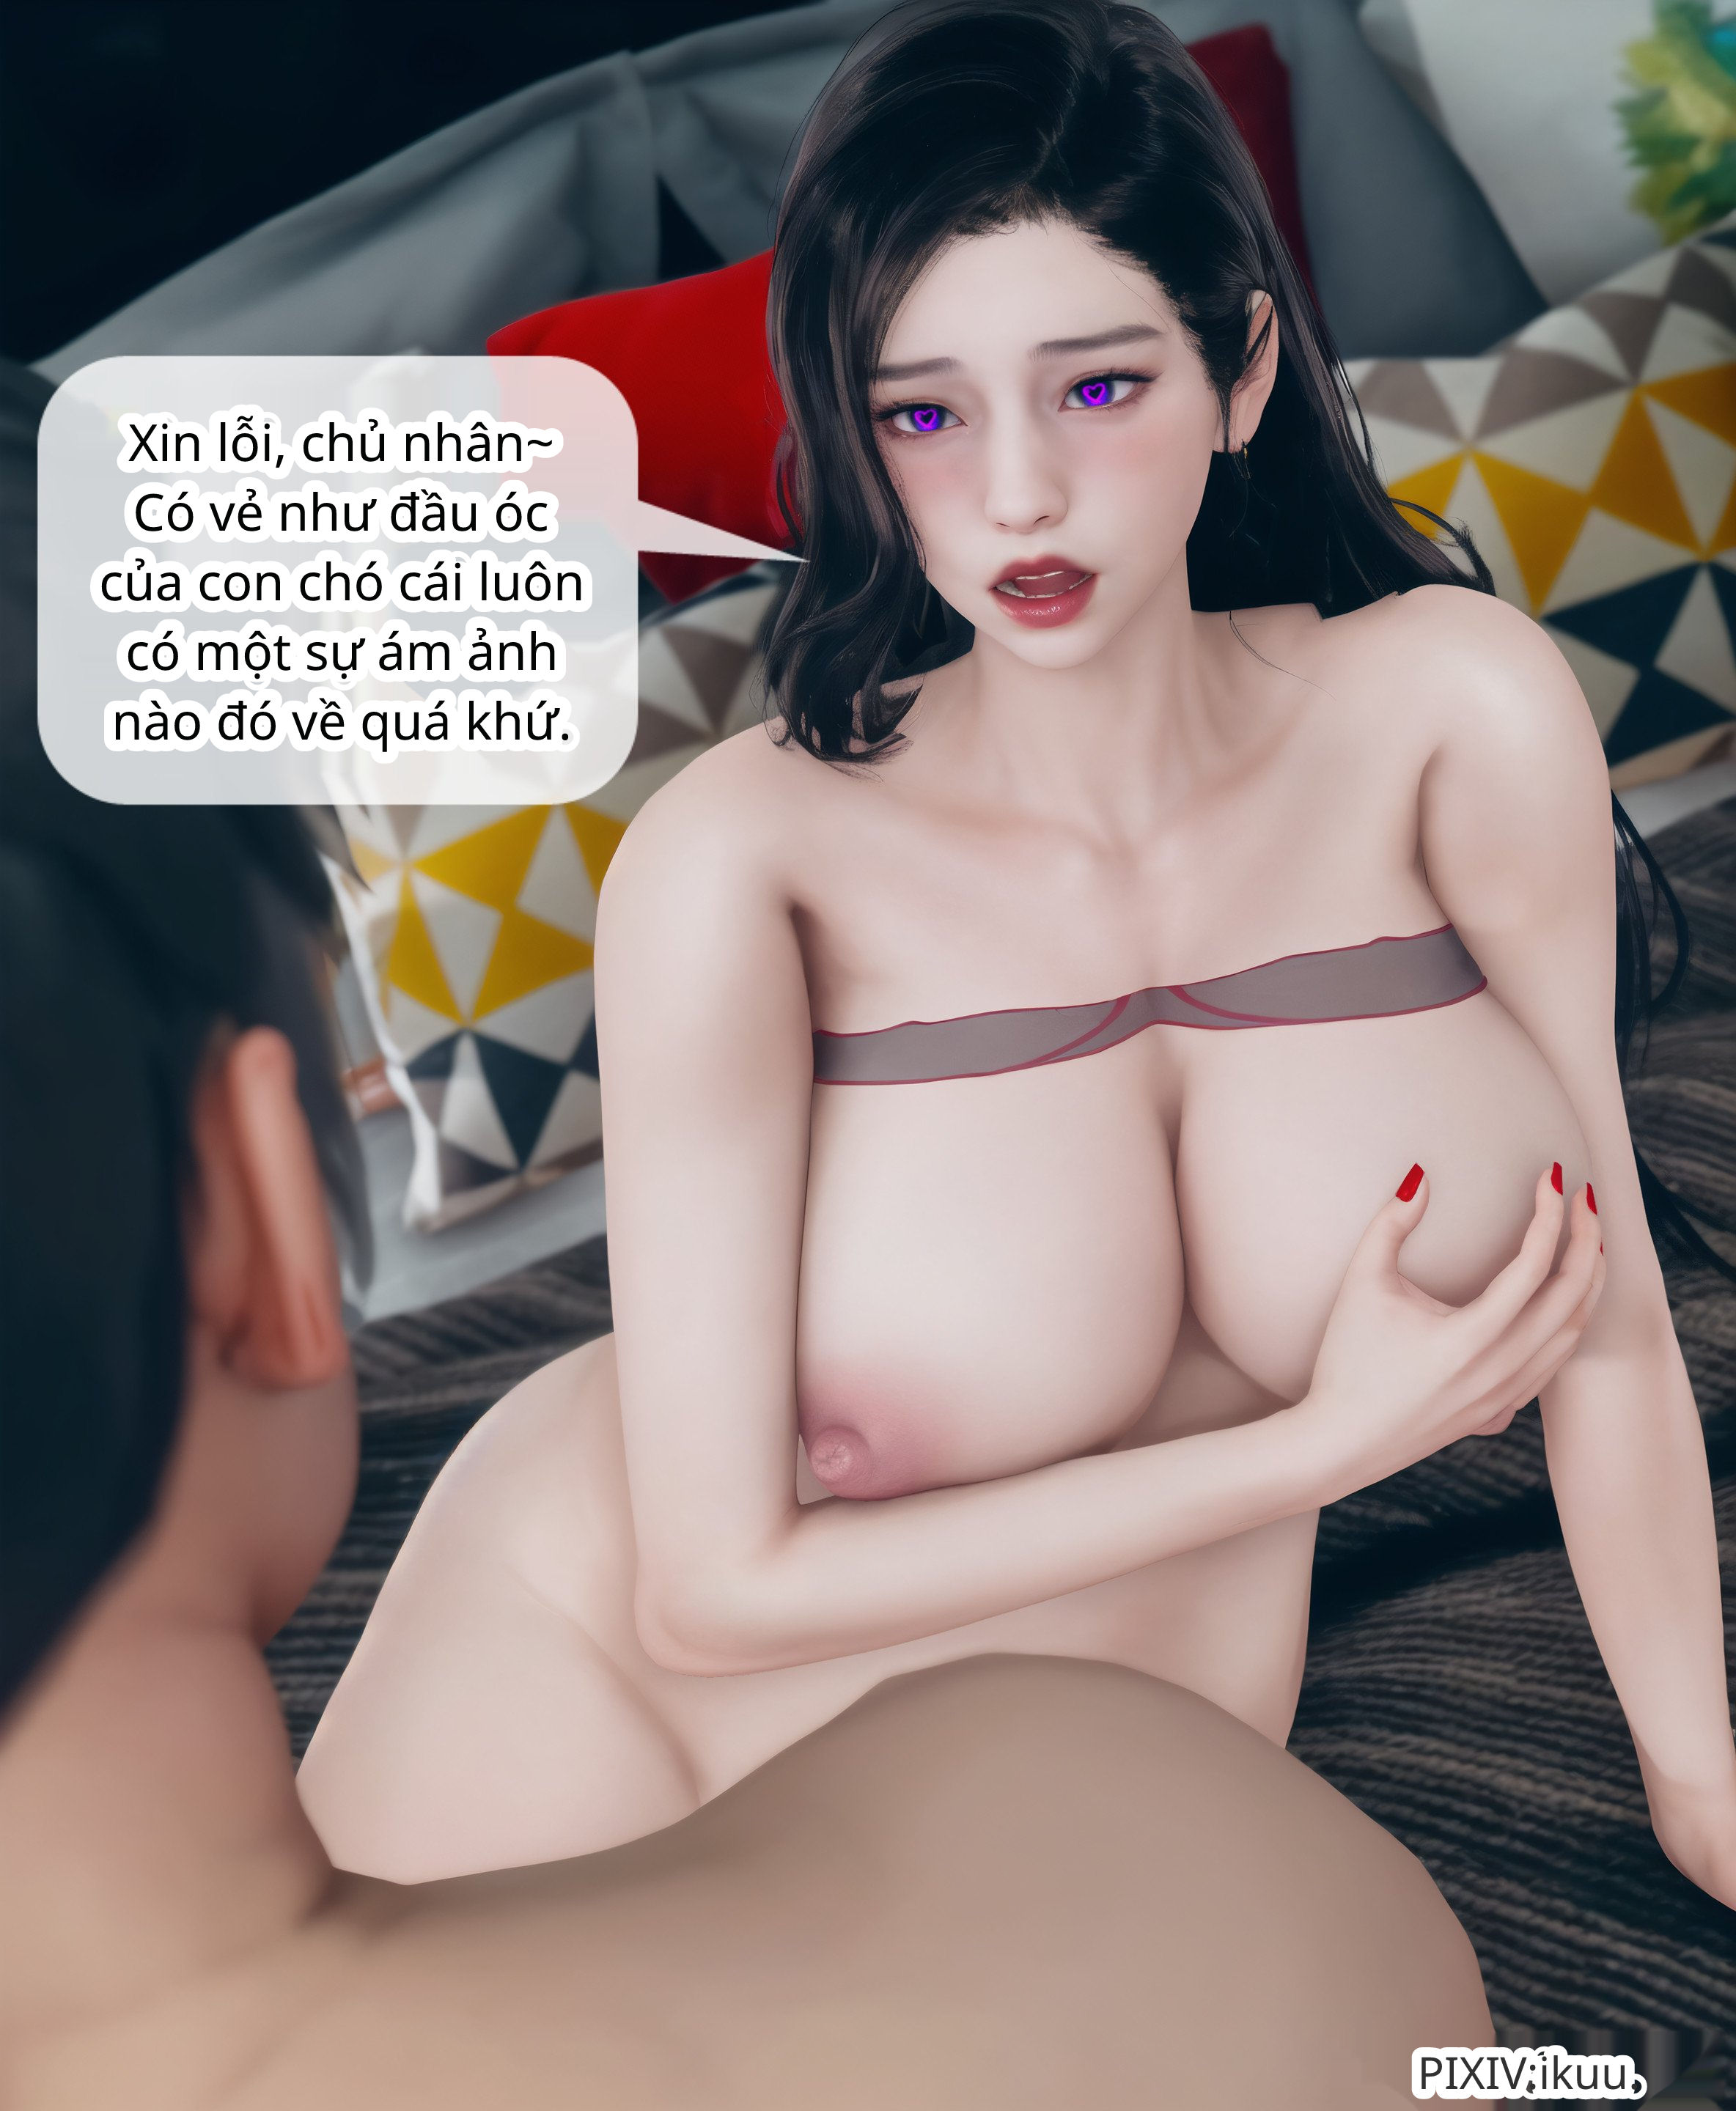 Xin lỗi, chủ nhân~
Có vẻ như đầu óc
của con chó cái luôn
có một sự ám ảnh
nào đó về quá khứ.
PIXIV:ikuu,